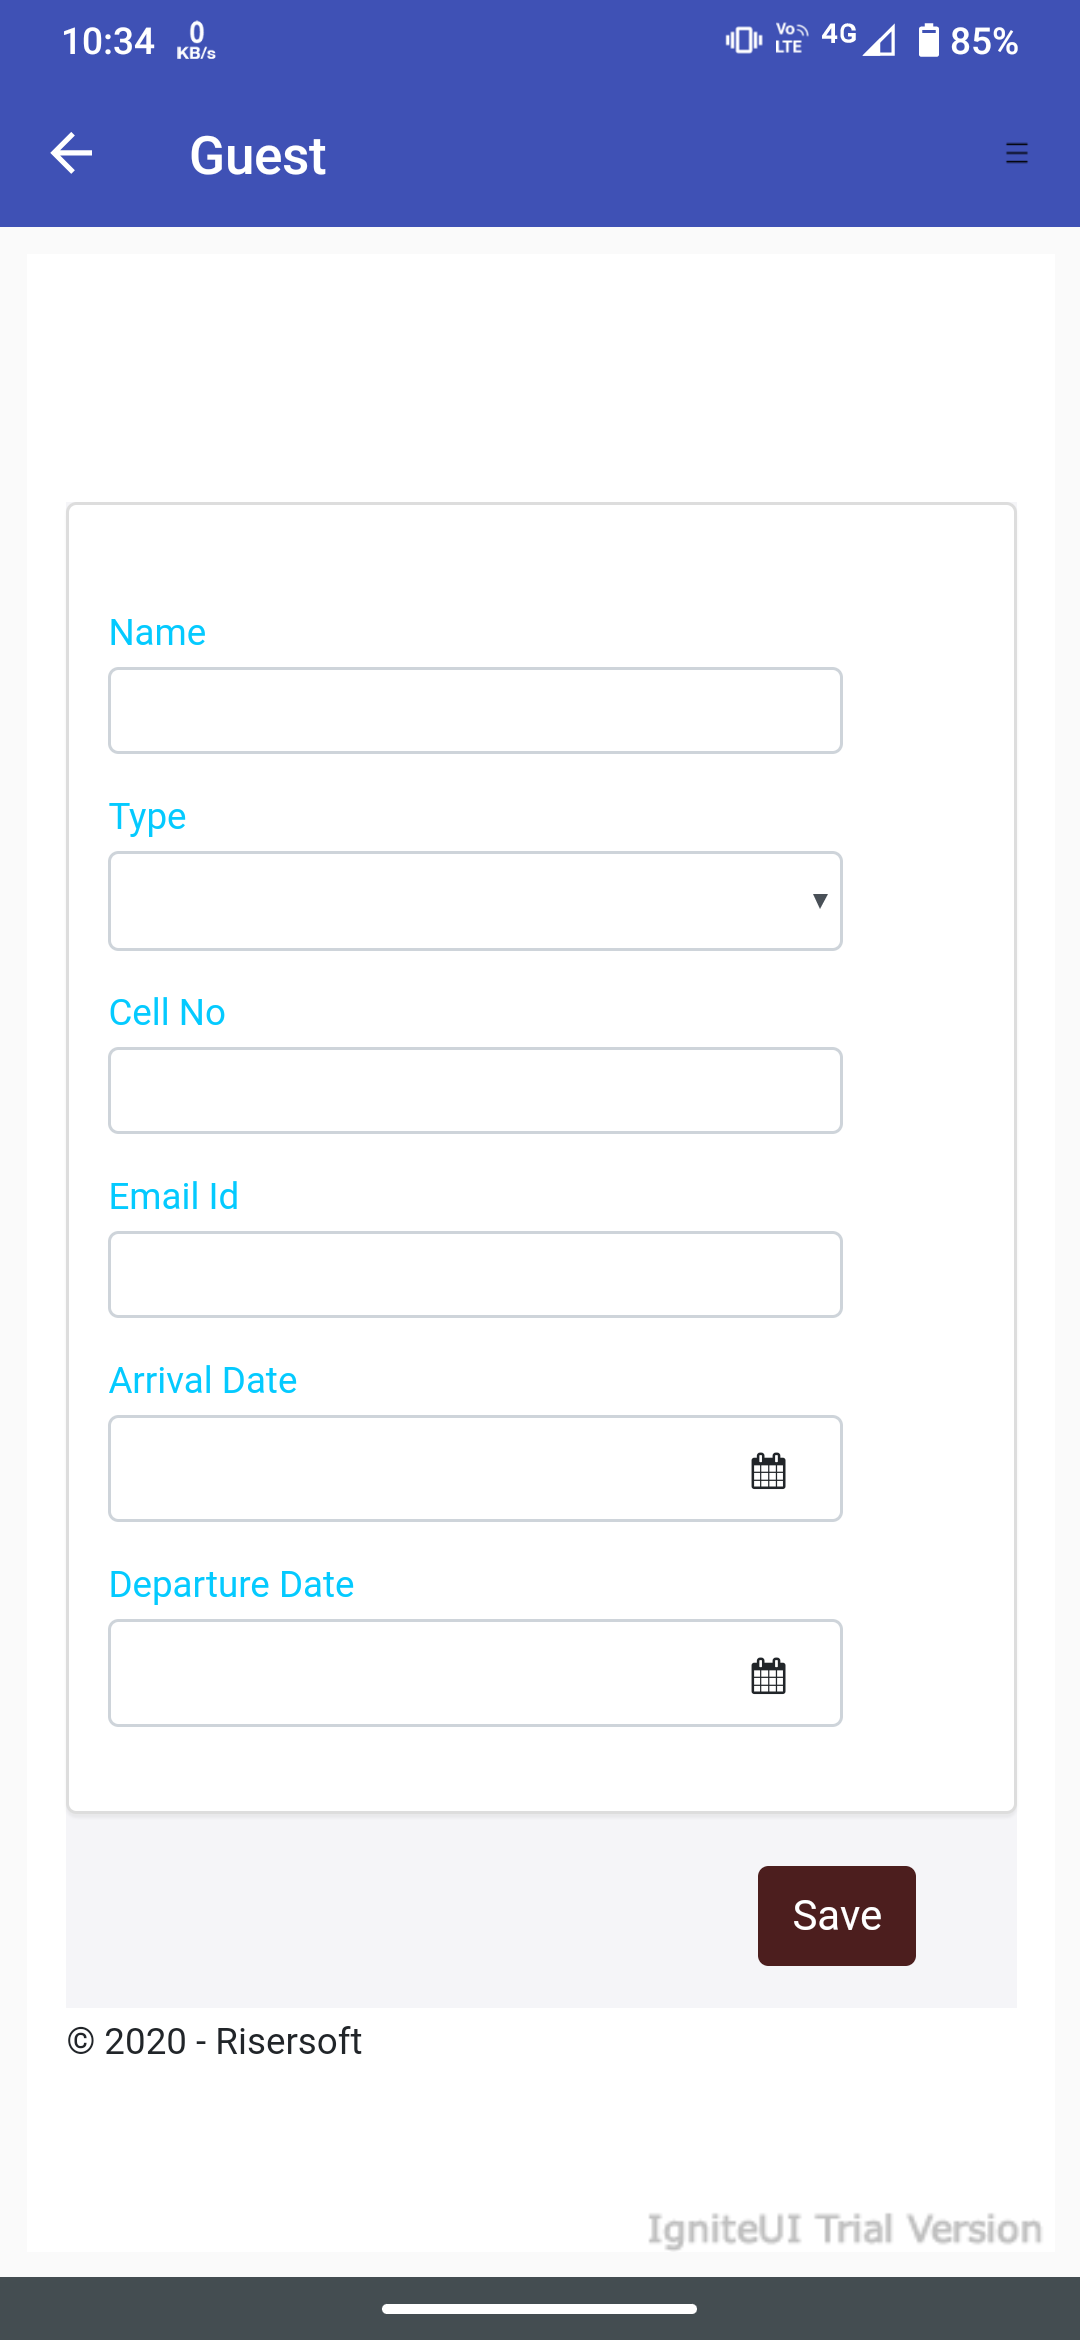 10:34 0 KB/s Vo LTE 4G 85%
Guest
Name
Type
Cell No
Email Id
Arrival Date
Departure Date
Save
© 2020 - Risersoft
IgniteUI Trial Version